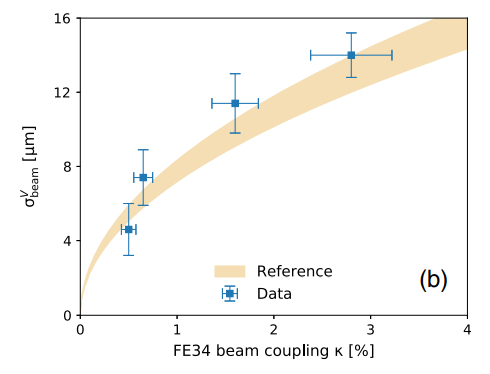 16
12
8
4
0
σ^V_beam [μm]
Reference
Data
(b)
0 1 2 3 4
FE34 beam coupling κ [%]